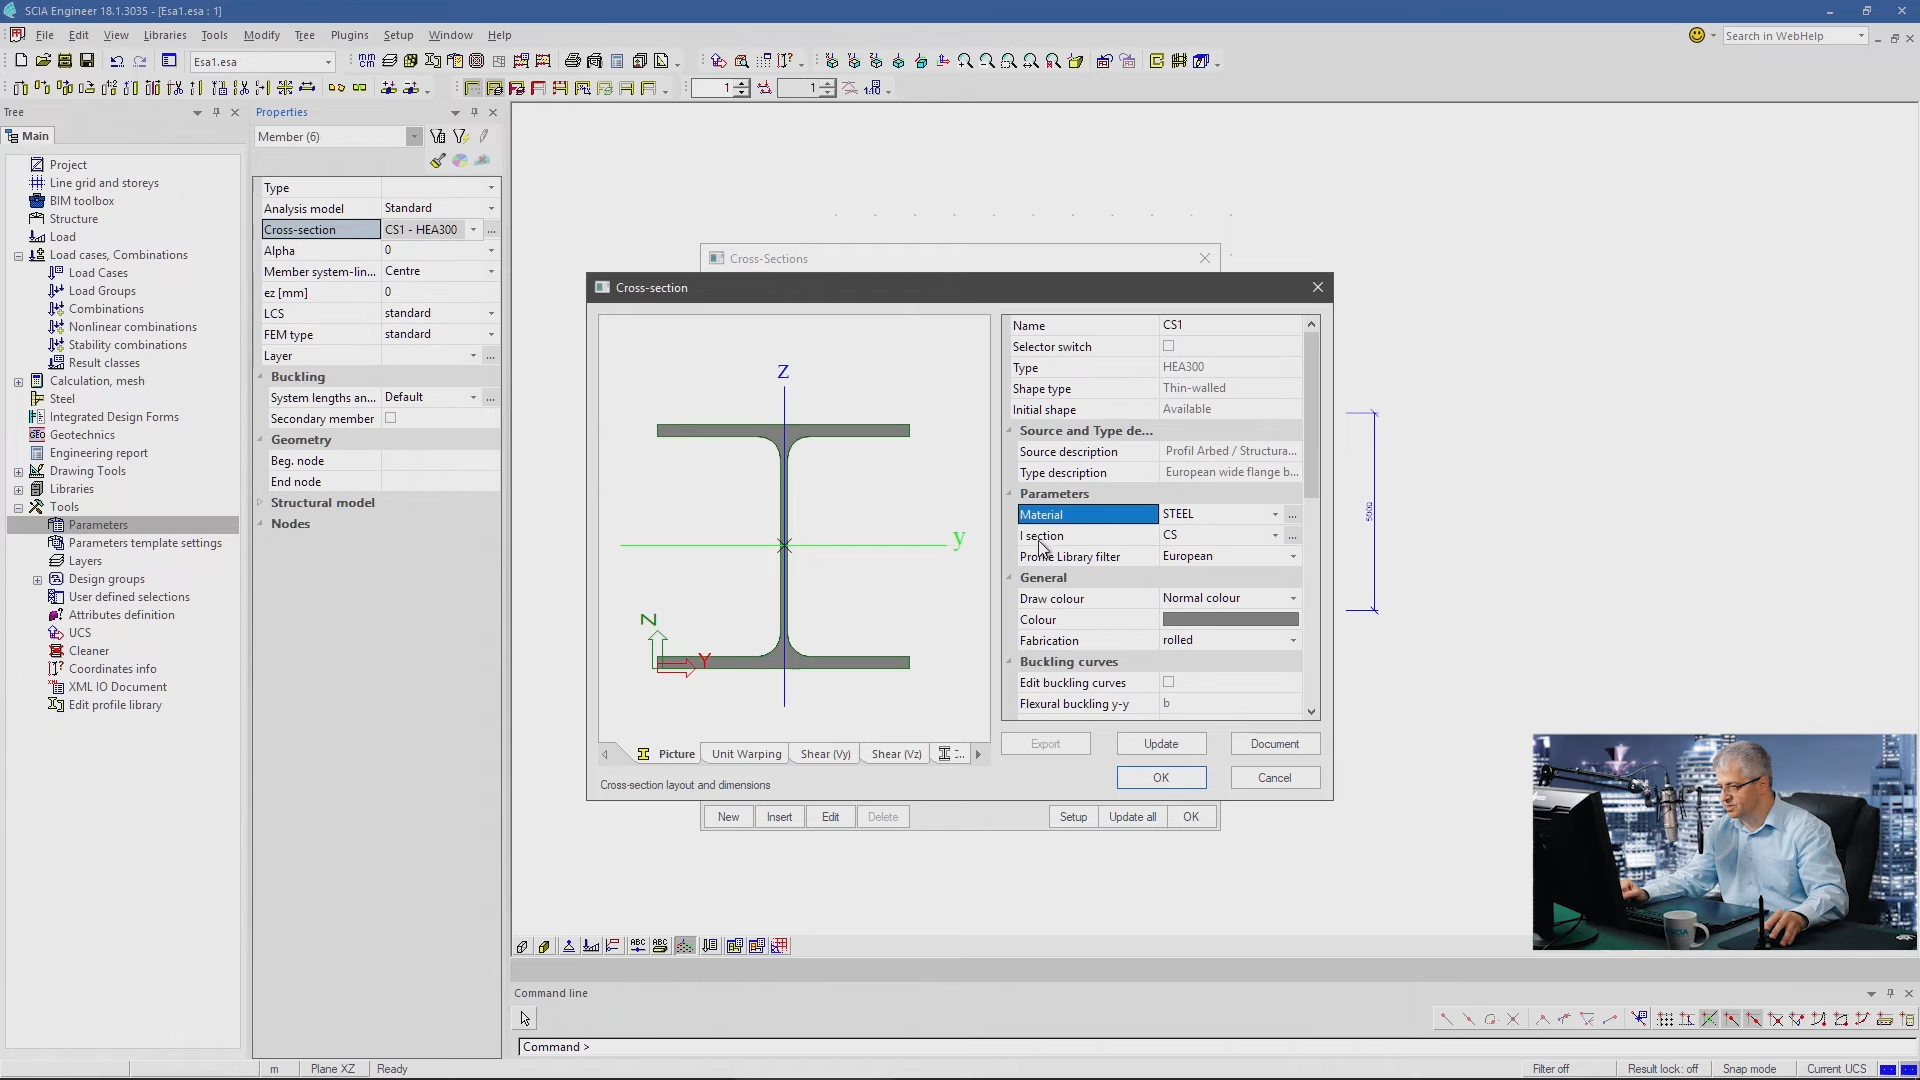 SCIA Engineer 18.1.3035 - [Esa1.esa : 1]
File Edit View Libraries Tools Modify Tree Plugins Setup Window Help
Search in WebHelp
Esa1.esa
1 1
Tree
Main
Project
Line grid and storeys
BIM toolbox
Structure
Load
Load cases, Combinations
Load Cases
Load Groups
Combinations
Nonlinear combinations
Stability combinations
Result classes
Calculation, mesh
Steel
Integrated Design Forms
Geotechnics
Engineering report
Drawing Tools
Libraries
Tools
Parameters
Parameters template settings
Layers
Design groups
User defined selections
Attributes definition
UCS
Cleaner
Coordinates info
XML IO Document
Edit profile library
Properties
Member (6)
Type
Analysis model Standard
Cross-section CS1 - HEA300 ...
Alpha 0
Member system-lin... Centre
ez [mm] 0
LCS standard
FEM type standard
Layer ...
Buckling
System lengths an... Default ...
Secondary member
Geometry
Beg. node
End node
Structural model
Nodes
Cross-Sections
Cross-section
z
y
Z
Y
Picture Unit Warping Shear (Vy) Shear (Vz) ...
Cross-section layout and dimensions
Name CS1
Selector switch
Type HEA300
Shape type Thin-walled
Initial shape Available
Source and Type de...
Source description Profil Arbed / Structura...
Type description European wide flange b...
Parameters
Material STEEL ...
I section CS ...
Profile Library filter European
General
Draw colour Normal colour
Colour
Fabrication rolled
Buckling curves
Edit buckling curves
Flexural buckling y-y b
Export Update Document
OK Cancel
New Insert Edit Delete Setup Update all OK
5000
SCIA
Command line
Command >
m Plane XZ Ready Filter off Result lock: off Snap mode Current UCS